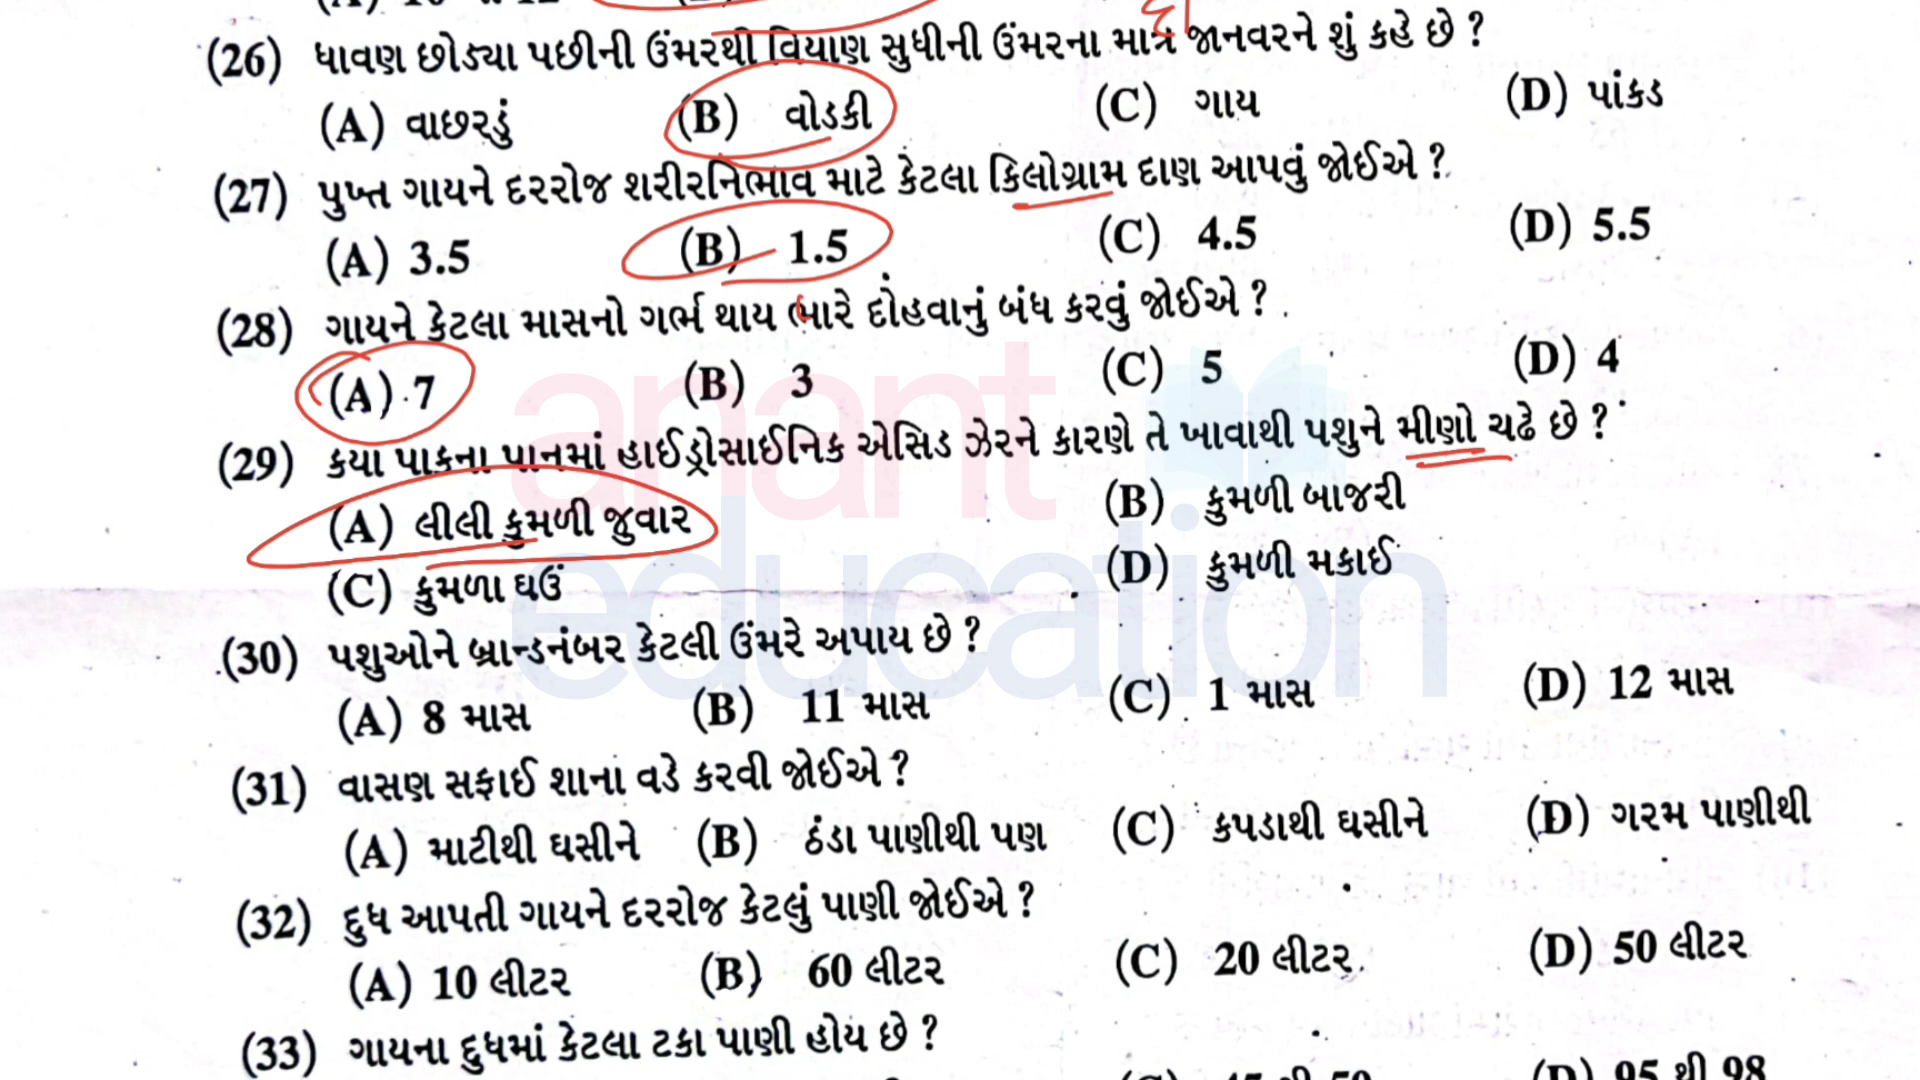 (26) ધાવણ છોડ્યા પછીની ઉંમરથી વિયાણ સુધીની ઉંમરના માત્ર જાનવરને શું કહે છે ?
(A) વાછરડું (B) વોડકી (C) ગાય (D) પાંકડ
(27) પુખ્ત ગાયને દરરોજ શરીરનિભાવ માટે કેટલા કિલોગ્રામ દાણ આપવું જોઈએ ?
(A) 3.5 (B) 1.5 (C) 4.5 (D) 5.5
(28) ગાયને કેટલા માસનો ગર્ભ થાય ત્યારે દોહવાનું બંધ કરવું જોઈએ ?
(A) 7 (B) 3 (C) 5 (D) 4
(29) કયા પાકના પાનમાં હાઈડ્રોસાઈનિક એસિડ ઝેરને કારણે તે ખાવાથી પશુને મીણો ચઢે છે ?
(A) લીલી કુમળી જુવાર (B) કુમળી બાજરી
(C) કુમળા ઘઉં (D) કુમળી મકાઈ
(30) પશુઓને બ્રાન્ડનંબર કેટલી ઉંમરે અપાય છે ?
(A) 8 માસ (B) 11 માસ (C) 1 માસ (D) 12 માસ
(31) વાસણ સફાઈ શાના વડે કરવી જોઈએ ?
(A) માટીથી ઘસીને (B) ઠંડા પાણીથી પણ (C) કપડાથી ઘસીને (D) ગરમ પાણીથી
(32) દુધ આપતી ગાયને દરરોજ કેટલું પાણી જોઈએ ?
(A) 10 લીટર (B) 60 લીટર (C) 20 લીટર (D) 50 લીટર
(33) ગાયના દુધમાં કેટલા ટકા પાણી હોય છે ?
(D) 95 થી 98
anant
education